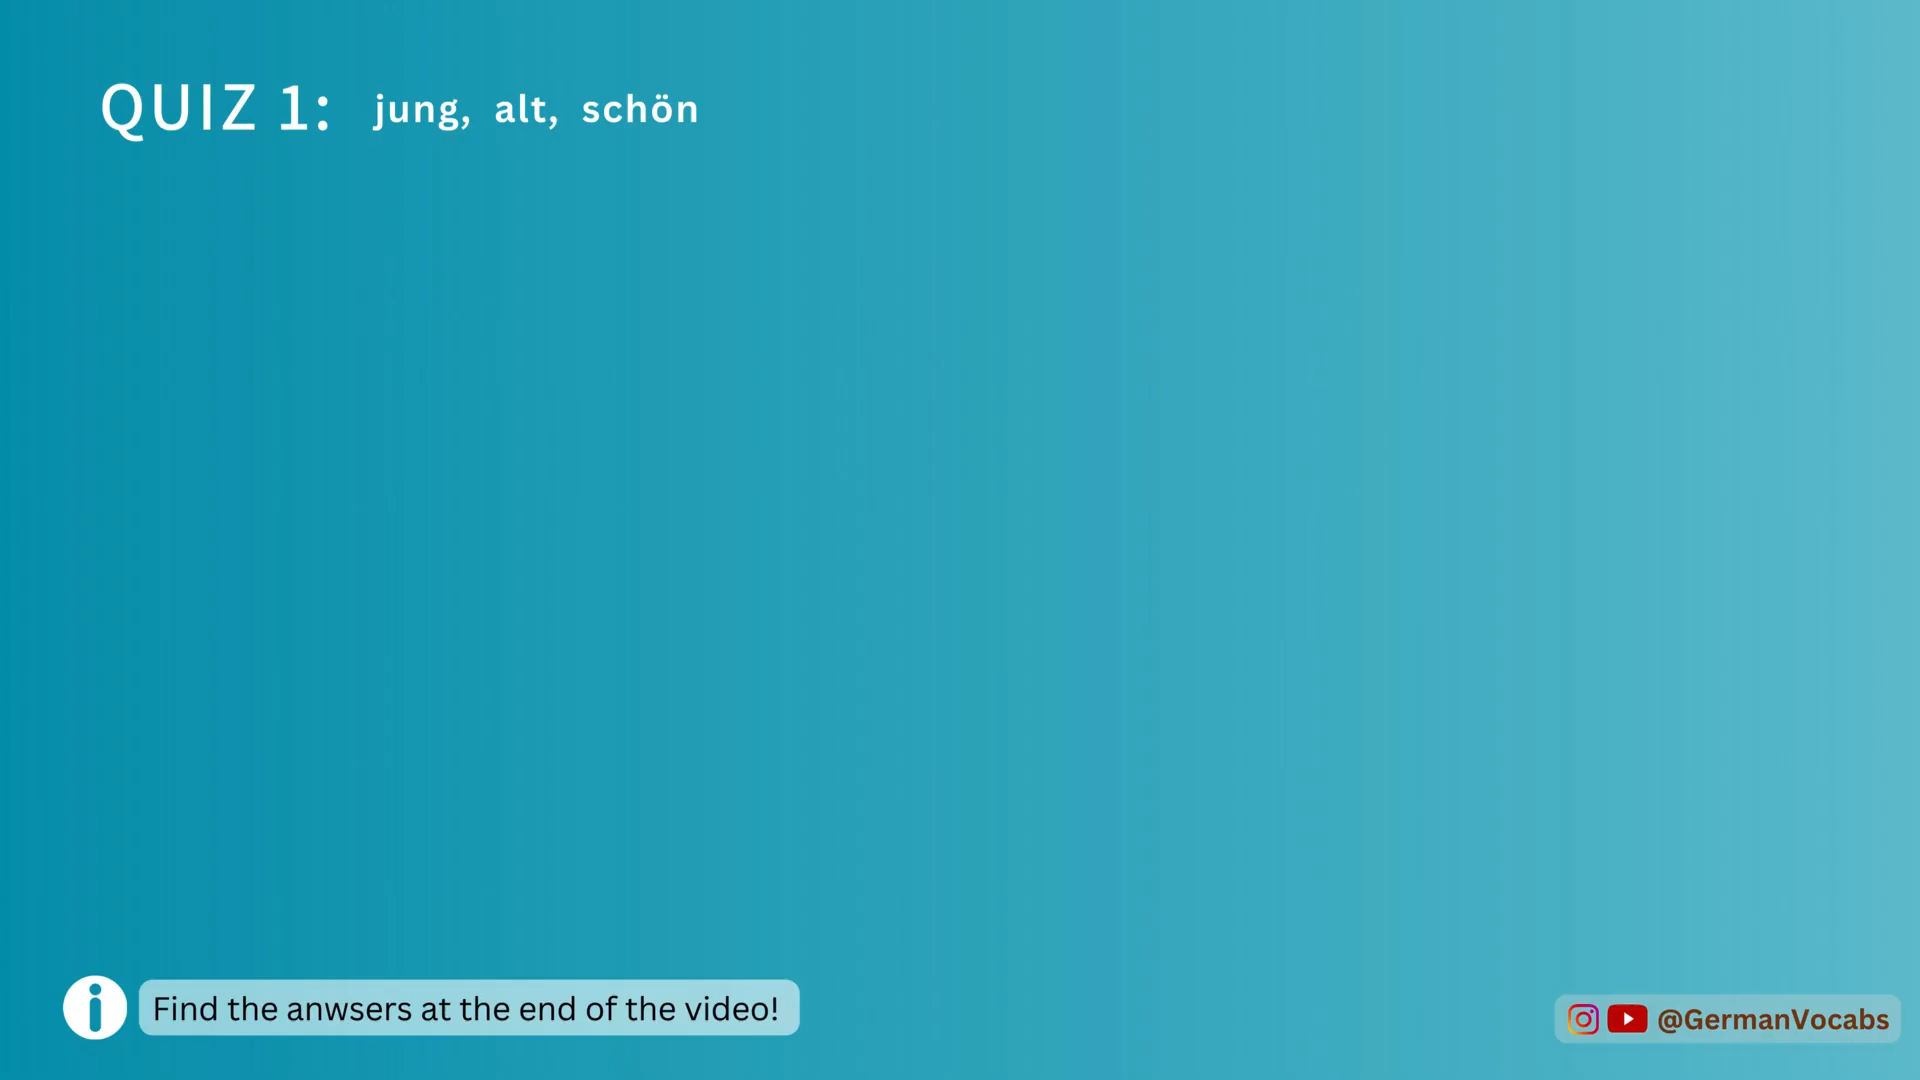 QUIZ 1: jung, alt, schön
Find the anwsers at the end of the video!
@GermanVocabs